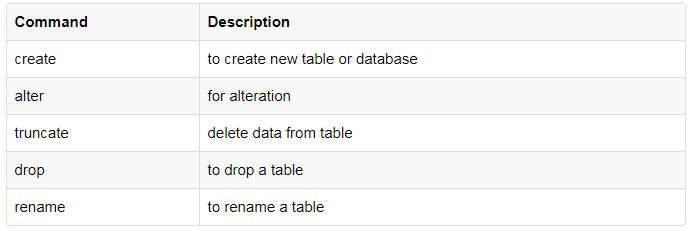 Command Description
create to create new table or database
alter for alteration
truncate delete data from table
drop to drop a table
rename to rename a table